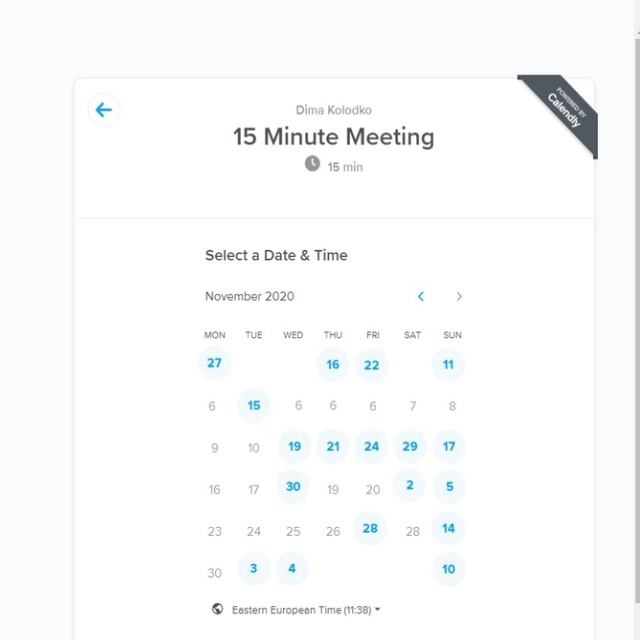 POWERED BY
Calendly
Dima Kolodko
15 Minute Meeting
15 min
Select a Date & Time
November 2020
MON TUE WED THU FRI SAT SUN
27 16 22 11
6 15 6 6 6 7 8
9 10 19 21 24 29 17
16 17 30 19 20 2 5
23 24 25 26 28 28 14
30 3 4 10
Eastern European Time (11:38)